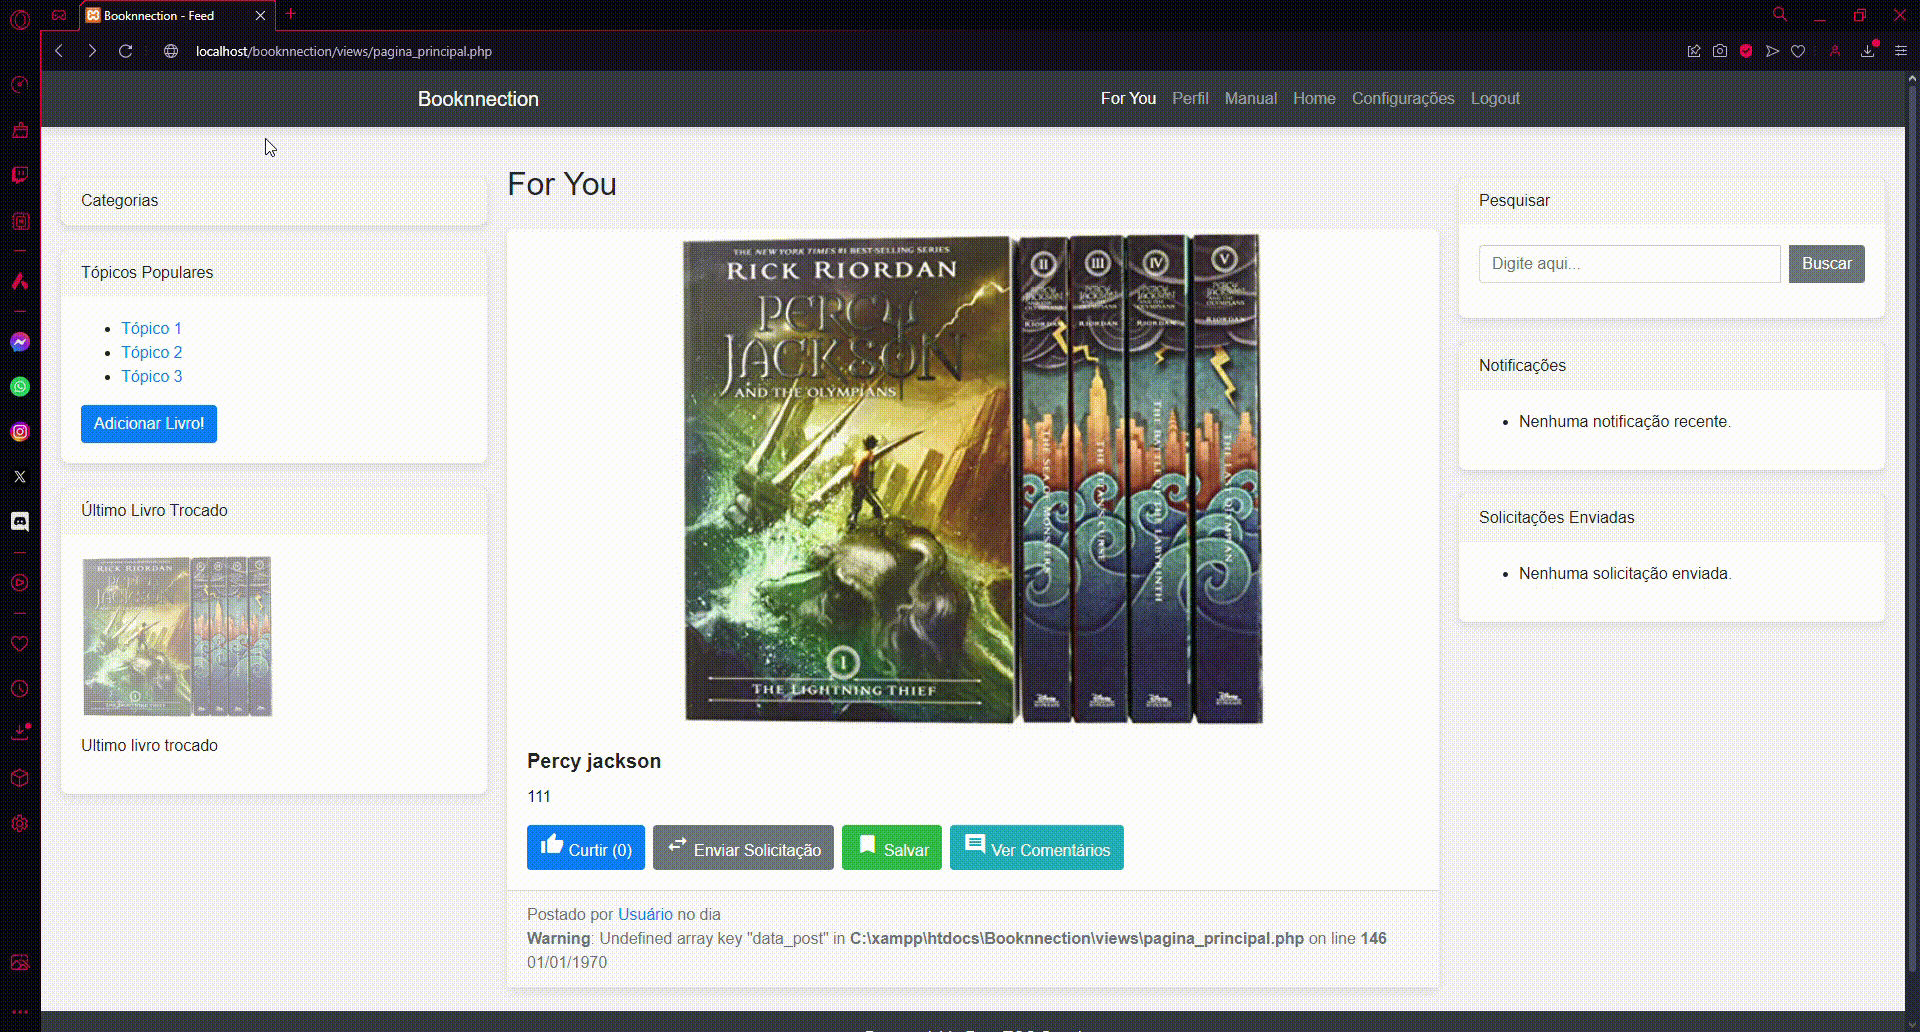 Booknnection - Feed
localhost/booknnection/views/pagina_principal.php
Booknnection
For You Perfil Manual Home Configurações Logout
Categorias
Tópicos Populares
Tópico 1
Tópico 2
Tópico 3
Adicionar Livro!
Último Livro Trocado
RICK RIORDAN
Ultimo livro trocado
For You
THE NEW YORK TIMES BEST-SELLING SERIES
RICK RIORDAN
PERCY
JACKSON
AND THE OLYMPIANS
I
THE LIGHTNING THIEF
II
III
IV
V
Percy jackson
111
Curtir (0) Enviar Solicitação Salvar Ver Comentários
Postado por Usuário no dia
Warning: Undefined array key "data_post" in C:\xampp\htdocs\Booknnection\views\pagina_principal.php on line 146
01/01/1970
Pesquisar
Digite aqui... Buscar
Notificações
Nenhuma notificação recente.
Solicitações Enviadas
Nenhuma solicitação enviada.